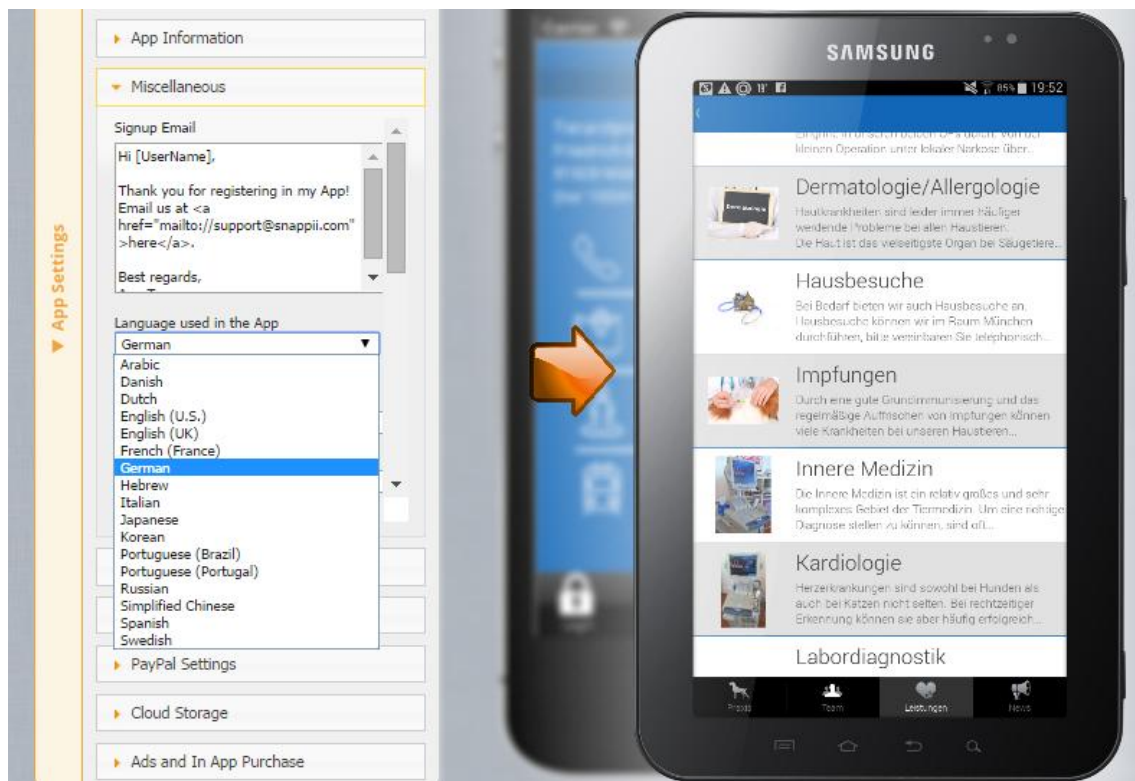 App Settings
App Information
Miscellaneous
Signup Email
Hi [UserName],
Thank you for registering in my App!
Email us at <a
href="mailto://support@snappii.com"
>here</a>.
Best regards,
Language used in the App
German
Arabic
Danish
Dutch
English (U.S.)
English (UK)
French (France)
German
Hebrew
Italian
Japanese
Korean
Portuguese (Brazil)
Portuguese (Portugal)
Russian
Simplified Chinese
Spanish
Swedish
PayPal Settings
Cloud Storage
Ads and In App Purchase
SAMSUNG
85% 19:52
kleinen Operation unter lokaler Narkose über...
Dermatologie/Allergologie
Hautkrankheiten sind leider immer häufiger
werdende Probleme bei allen Haustieren.
Die Haut ist das vielseitigste Organ bei Säugetiere...
Hausbesuche
Bei Bedarf bieten wir auch Hausbesuche an.
Hausbesuche können wir im Raum München
durchführen, bitte vereinbaren Sie telephonisch...
Impfungen
Durch eine gute Grundimmunisierung und das
regelmäßige Auffrischen von Impfungen können
viele Krankheiten bei unseren Haustieren...
Innere Medizin
Die Innere Medizin ist ein relativ großes und sehr
komplexes Gebiet der Tiermedizin. Um eine richtige
Diagnose stellen zu können, sind oft...
Kardiologie
Herzerkrankungen sind sowohl bei Hunden als
auch bei Katzen nicht selten. Bei rechtzeitiger
Erkennung können sie aber häufig erfolgreich...
Labordiagnostik
Praxis
Team
Leistungen
News